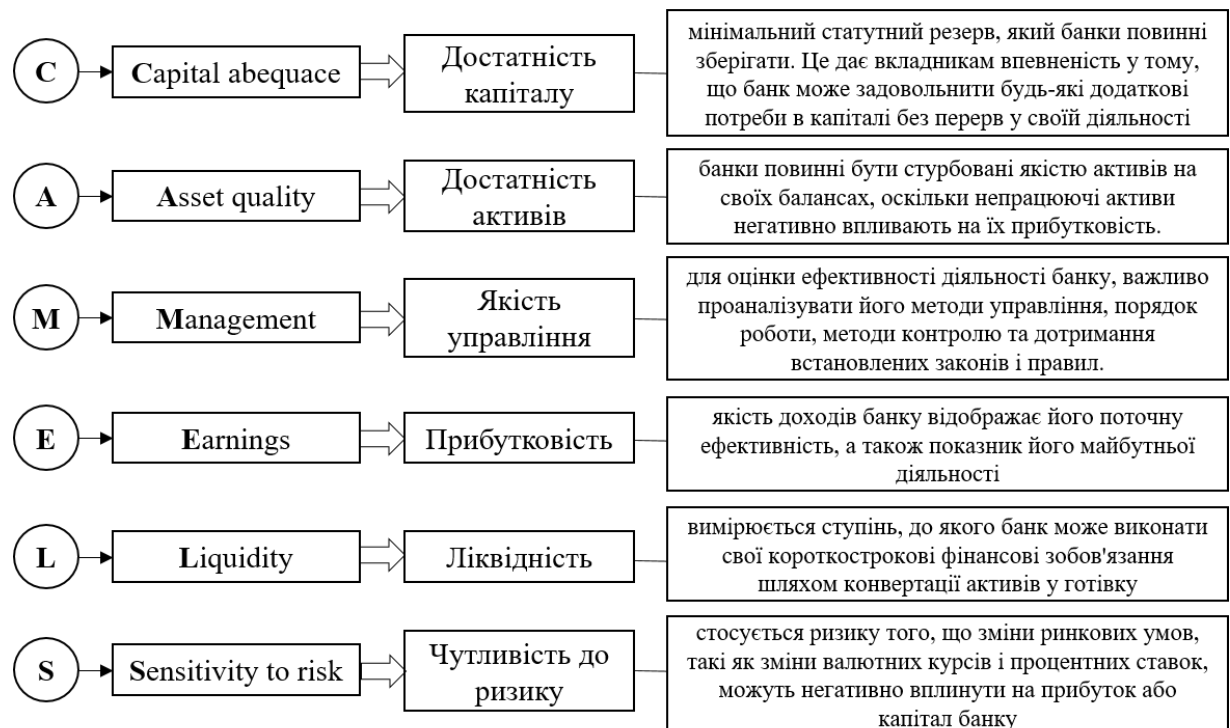 C
Capital abequace
Достатність
капіталу
мінімальний статутний резерв, який банки повинні
зберігати. Це дає вкладникам впевненість у тому,
що банк може задовольнити будь-які додаткові
потреби в капіталі без перерв у своїй діяльності
A
Asset quality
Достатність
активів
банки повинні бути стурбовані якістю активів на
своїх балансах, оскільки непрацюючі активи
негативно впливають на їх прибутковість.
M
Management
Якість
управління
для оцінки ефективності діяльності банку, важливо
проаналізувати його методи управління, порядок
роботи, методи контролю та дотримання
встановлених законів і правил.
E
Earnings
Прибутковість
якість доходів банку відображає його поточну
ефективність, а також показник його майбутньої
діяльності
L
Liquidity
Ліквідність
вимірюється ступінь, до якого банк може виконати
свої короткострокові фінансові зобов'язання
шляхом конвертації активів у готівку
S
Sensitivity to risk
Чутливість до
ризику
стосується ризику того, що зміни ринкових умов,
такі як зміни валютних курсів і процентних ставок,
можуть негативно вплинути на прибуток або
капітал банку